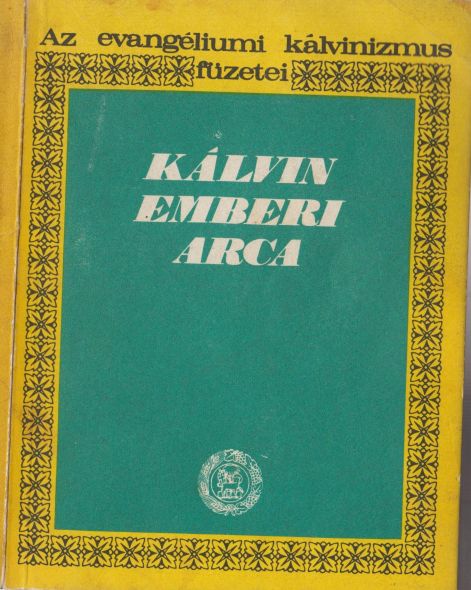 Az evangéliumi kálvinizmus
füzetei
KÁLVIN
EMBERI
ARCA